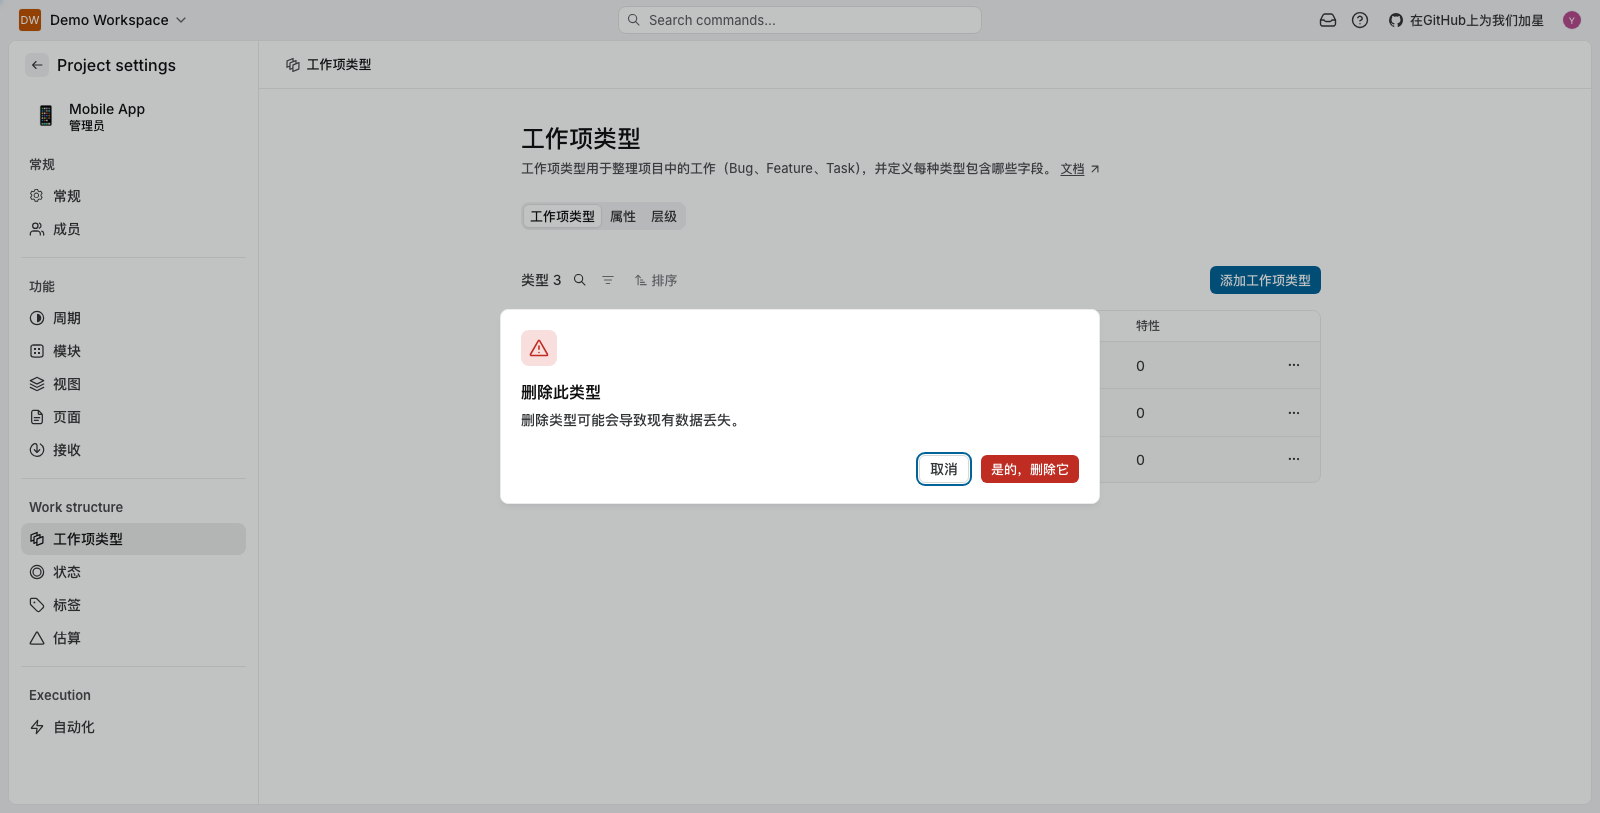 DW Demo Workspace
Search commands...
在GitHub上为我们加星
Y
Project settings
工作项类型
Mobile App
管理员
常规
常规
成员
功能
周期
模块
视图
页面
接收
Work structure
工作项类型
状态
标签
估算
Execution
自动化
工作项类型
工作项类型用于整理项目中的工作（Bug、Feature、Task），并定义每种类型包含哪些字段。 文档
工作项类型 属性 层级
类型 3 排序 添加工作项类型
特性
0
0
0
删除此类型
删除类型可能会导致现有数据丢失。
取消 是的，删除它